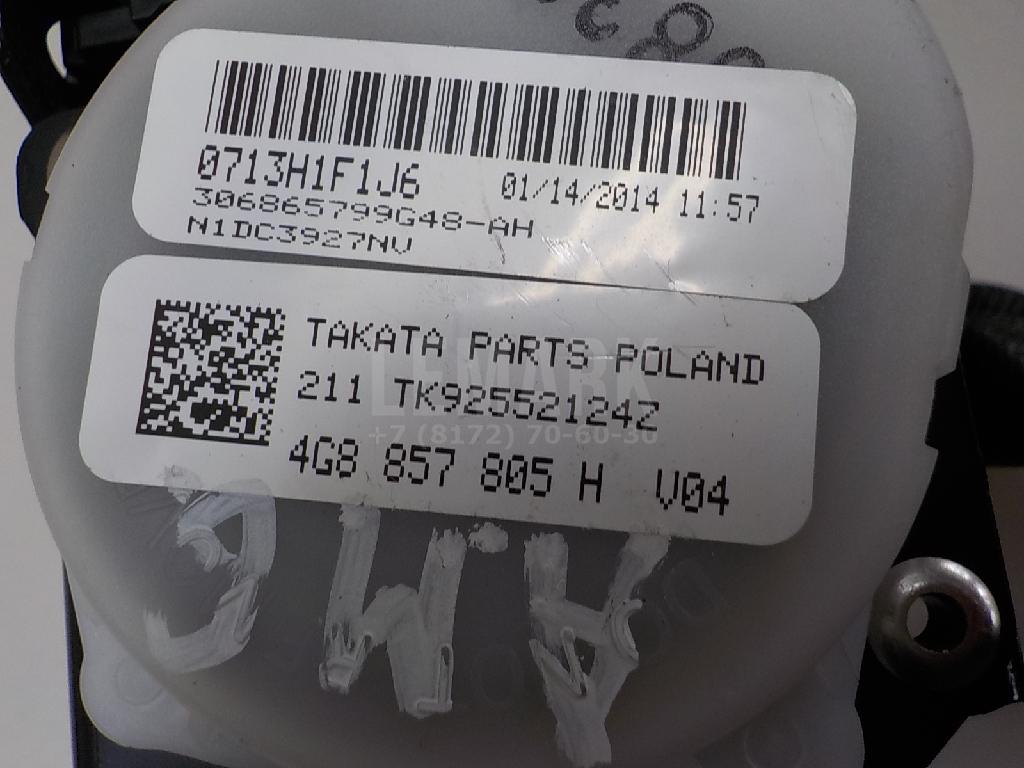 0713H1F1J6 01/14/2014 11:57
306865799G48-AH
N1DC3927NV
TAKATA PARTS POLAND
211 TK92552124Z
LEMARK
+7 (8172) 70-60-30
4G8 857 805 H V04